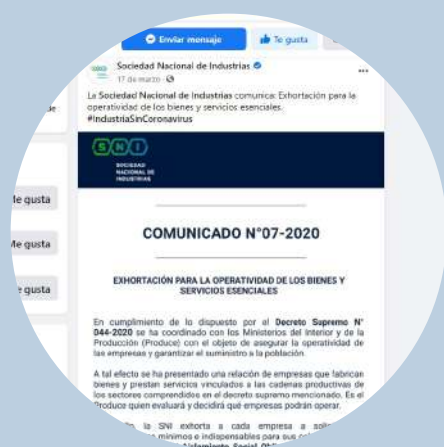 Enviar mensaje
Te gusta
Sociedad Nacional de Industrias
17 de marzo
La Sociedad Nacional de Industrias comunica: Exhortación para la
operatividad de los bienes y servicios esenciales.
#IndustriaSinCoronavirus
SNI
SOCIEDAD
NACIONAL DE
INDUSTRIAS
Me gusta
Me gusta
e gusta
COMUNICADO N°07-2020
EXHORTACIÓN PARA LA OPERATIVIDAD DE LOS BIENES Y
SERVICIOS ESENCIALES
En cumplimiento de lo dispuesto por el Decreto Supremo N°
044-2020 se ha coordinado con los Ministerios del Interior y de la
Producción (Produce) con el objeto de asegurar la operatividad de
las empresas y garantizar el suministro a la población.
A tal efecto se ha presentado una relación de empresas que fabrican
bienes y prestan servicios vinculados a las cadenas productivas de
los sectores comprendidos en el decreto supremo mencionado. Es el
Produce quien evaluará y decidirá qué empresas podrán operar.
la SNI exhorta a cada empresa a
mínimos e indispensables para sus
Aislamiento Social